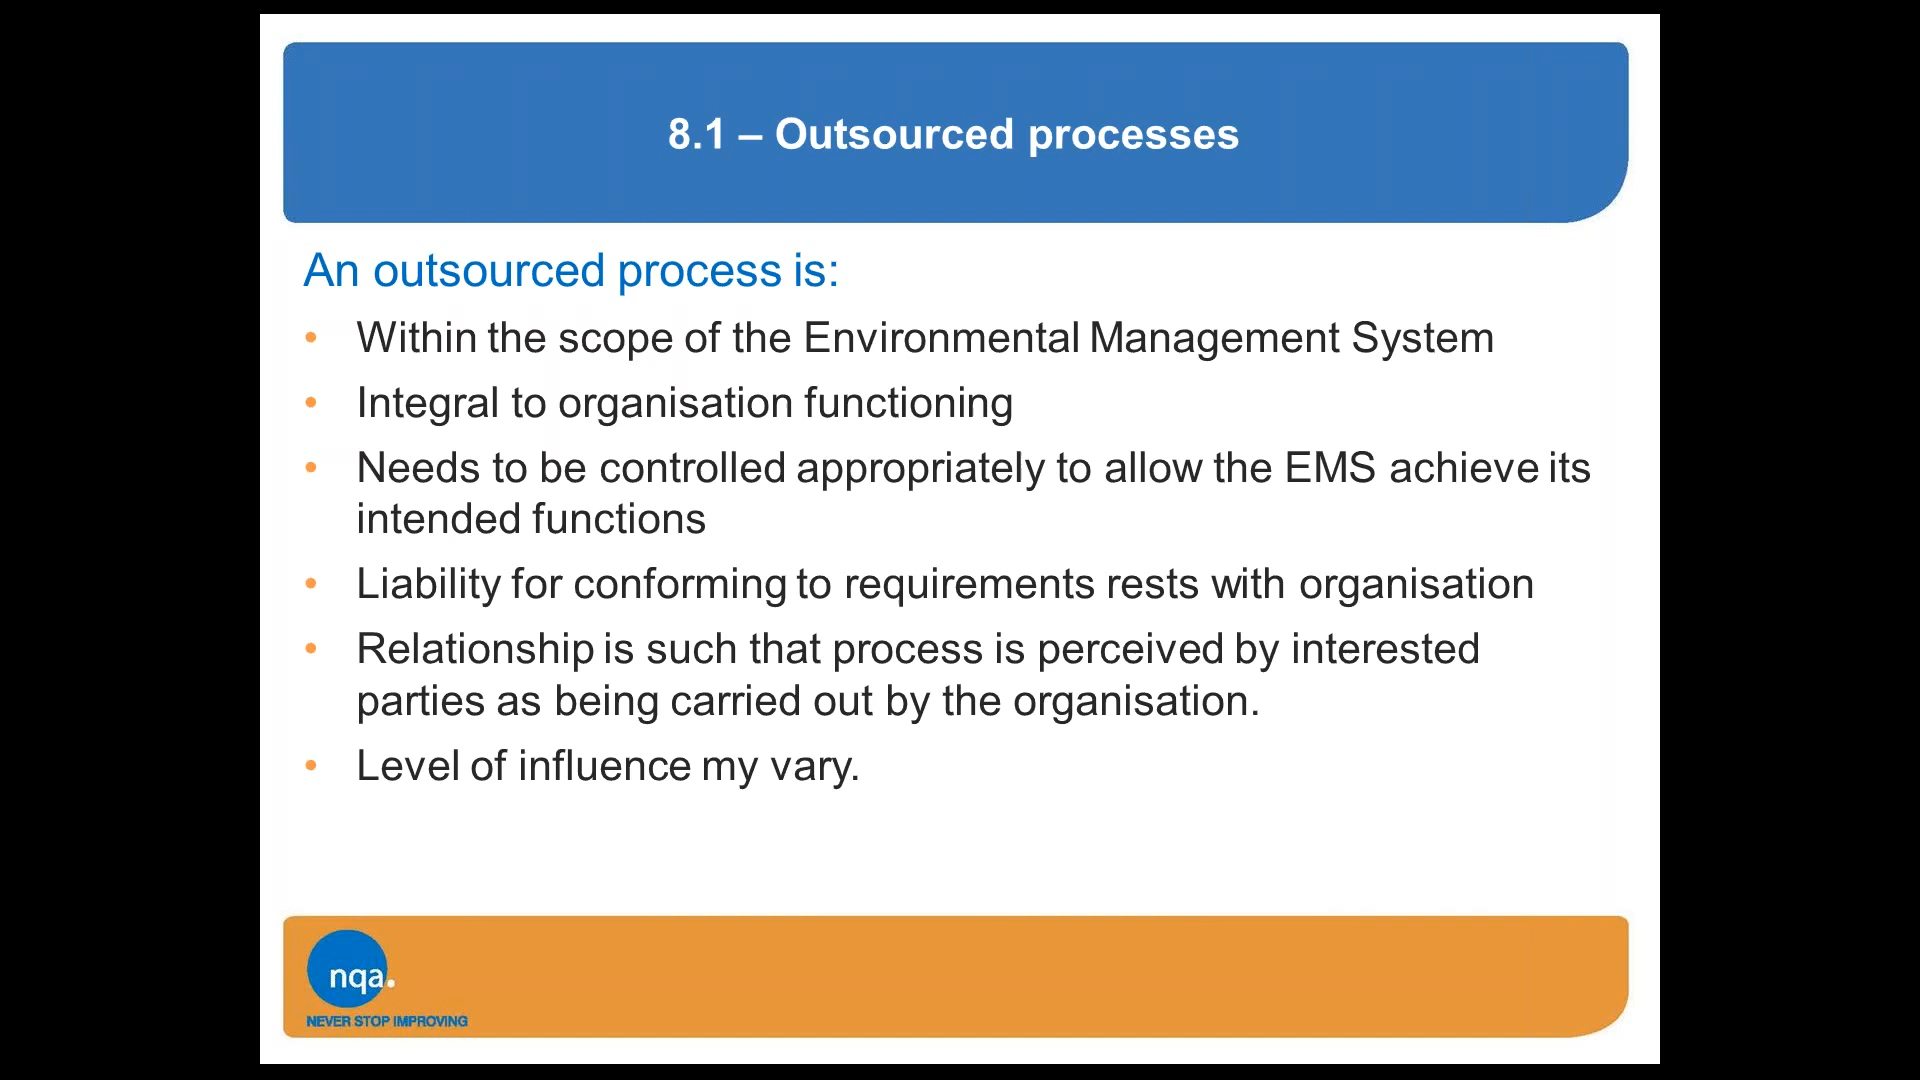 8.1 – Outsourced processes
An outsourced process is:
• Within the scope of the Environmental Management System
• Integral to organisation functioning
• Needs to be controlled appropriately to allow the EMS achieve its
intended functions
• Liability for conforming to requirements rests with organisation
• Relationship is such that process is perceived by interested
parties as being carried out by the organisation.
• Level of influence my vary.
nqa.
NEVER STOP IMPROVING